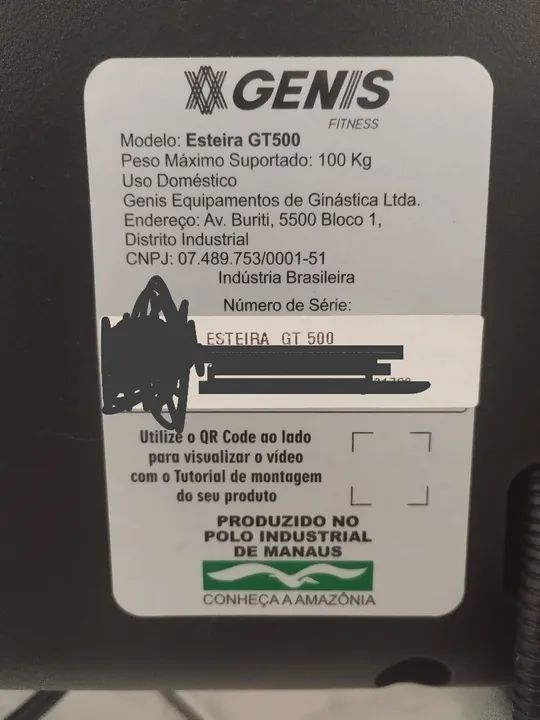 GENIS
FITNESS
Modelo: Esteira GT500
Peso Máximo Suportado: 100 Kg
Uso Doméstico
Genis Equipamentos de Ginástica Ltda.
Endereço: Av. Buriti, 5500 Bloco 1,
Distrito Industrial
CNPJ: 07.489.753/0001-51
Indústria Brasileira
Número de Série:
ESTEIRA GT 500
Utilize o QR Code ao lado
para visualizar o vídeo
com o Tutorial de montagem
do seu produto
PRODUZIDO NO
POLO INDUSTRIAL
DE MANAUS
CONHEÇA A AMAZÔNIA